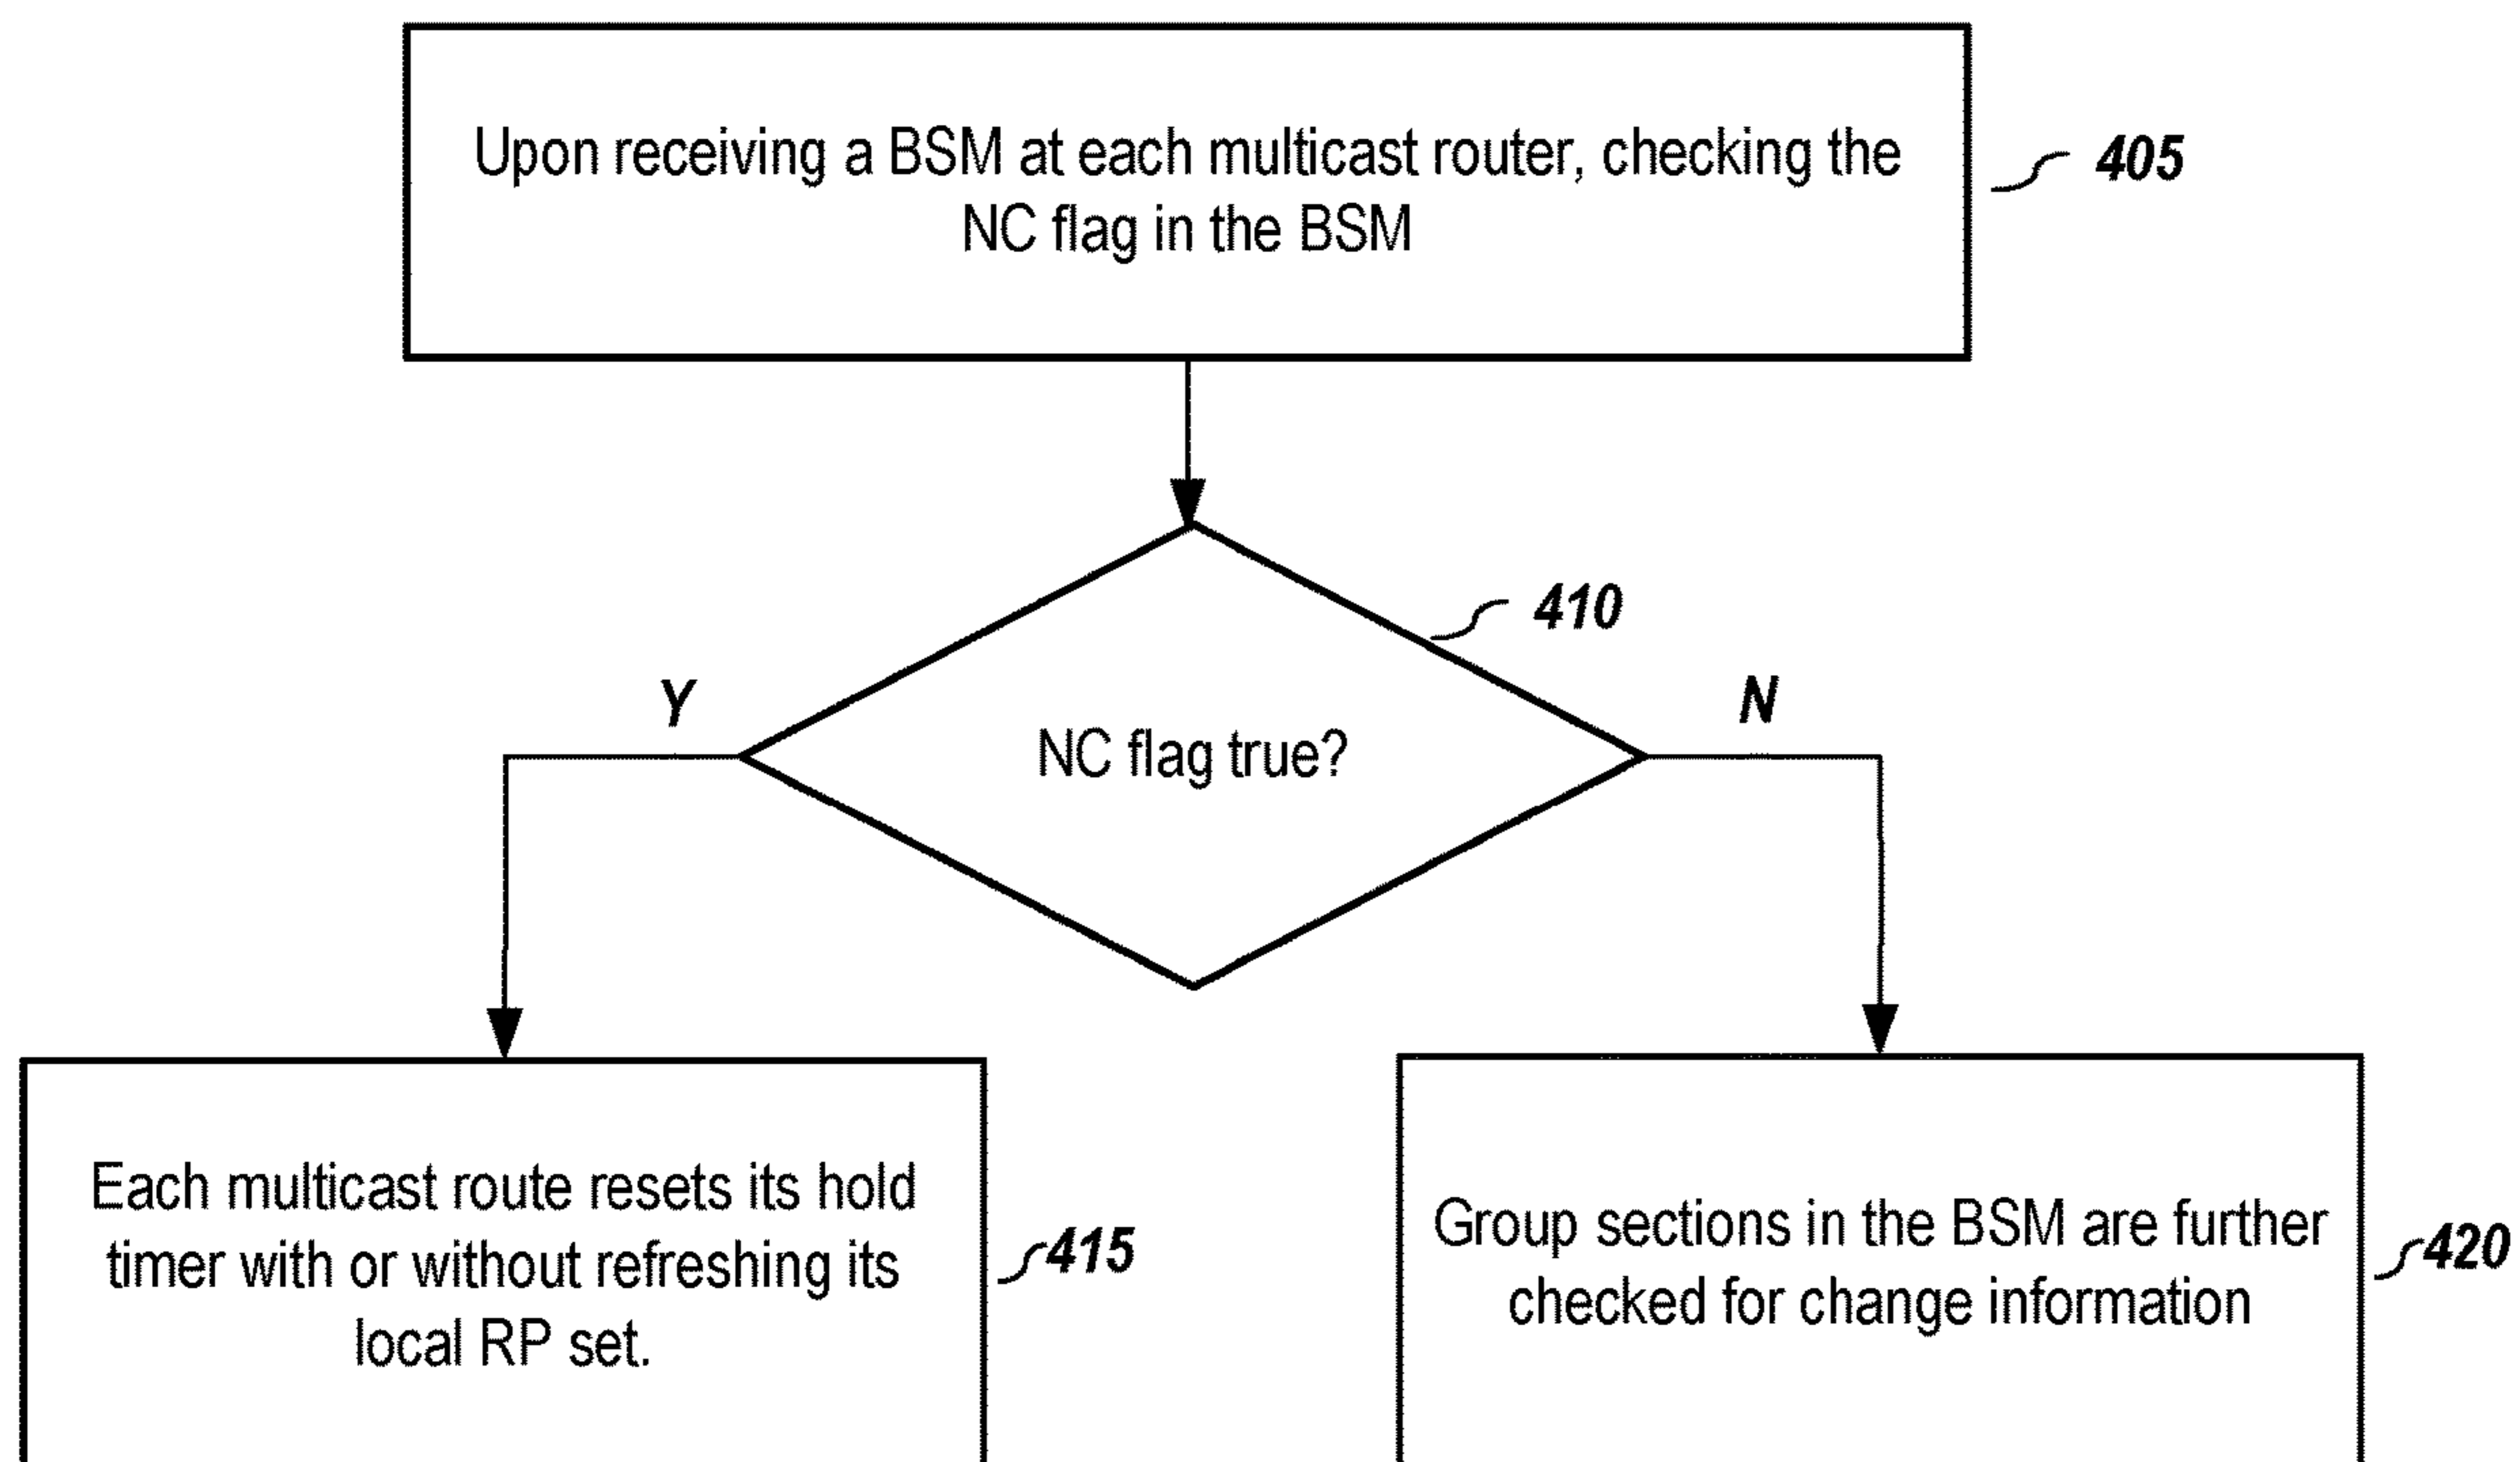 Upon receiving a BSM at each multicast router, checking the
NC flag in the BSM
405
410
Y
N
NC flag true?
Each multicast route resets its hold
timer with or without refreshing its
local RP set.
415
Group sections in the BSM are further
checked for change information
420